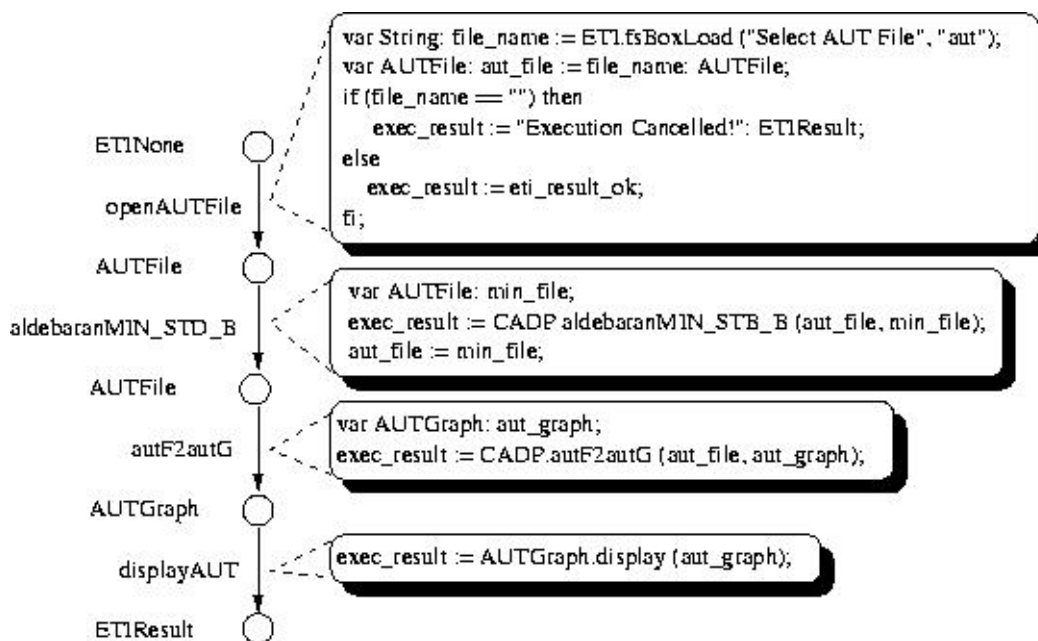 var String: file_name := ETI.fsBoxLoad ("Select AUT File", "aut");
var AUTFile: aut_file := file_name: AUTFile;
if (file_name == "") then
exec_result := "Execution Cancelled!": ETIResult;
else
exec_result := eti_result_ok;
fi;
ETINone
openAUTFile
AUTFile
var AUTFile: min_file;
exec_result := CADP.aldebaranMIN_STB_B (aut_file, min_file);
aut_file := min_file;
aldebaranMIN_STD_B
AUTFile
var AUTGraph: aut_graph;
exec_result := CADP.autF2autG (aut_file, aut_graph);
autF2autG
AUTGraph
exec_result := AUTGraph.display (aut_graph);
displayAUT
ETIResult